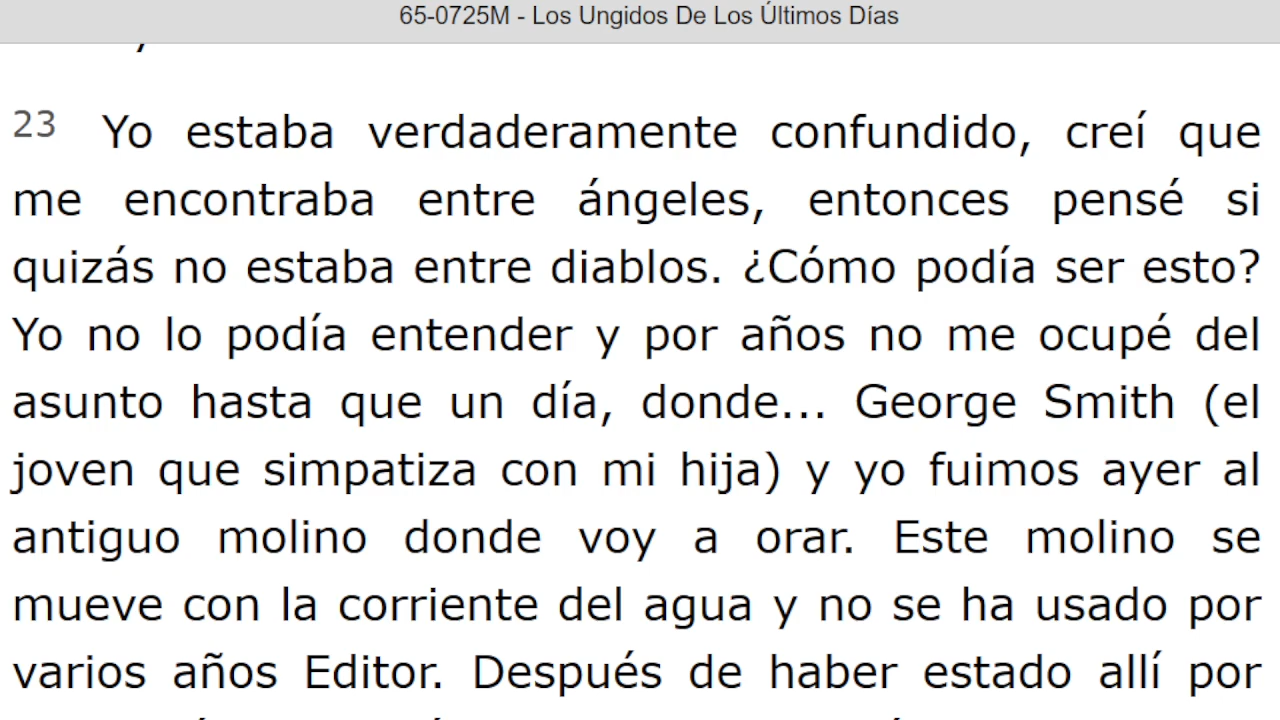 65-0725M - Los Ungidos De Los Últimos Días
23 Yo estaba verdaderamente confundido, creí que
me encontraba entre ángeles, entonces pensé si
quizás no estaba entre diablos. ¿Cómo podía ser esto?
Yo no lo podía entender y por años no me ocupé del
asunto hasta que un día, donde... George Smith (el
joven que simpatiza con mi hija) y yo fuimos ayer al
antiguo molino donde voy a orar. Este molino se
mueve con la corriente del agua y no se ha usado por
varios años Editor. Después de haber estado allí por